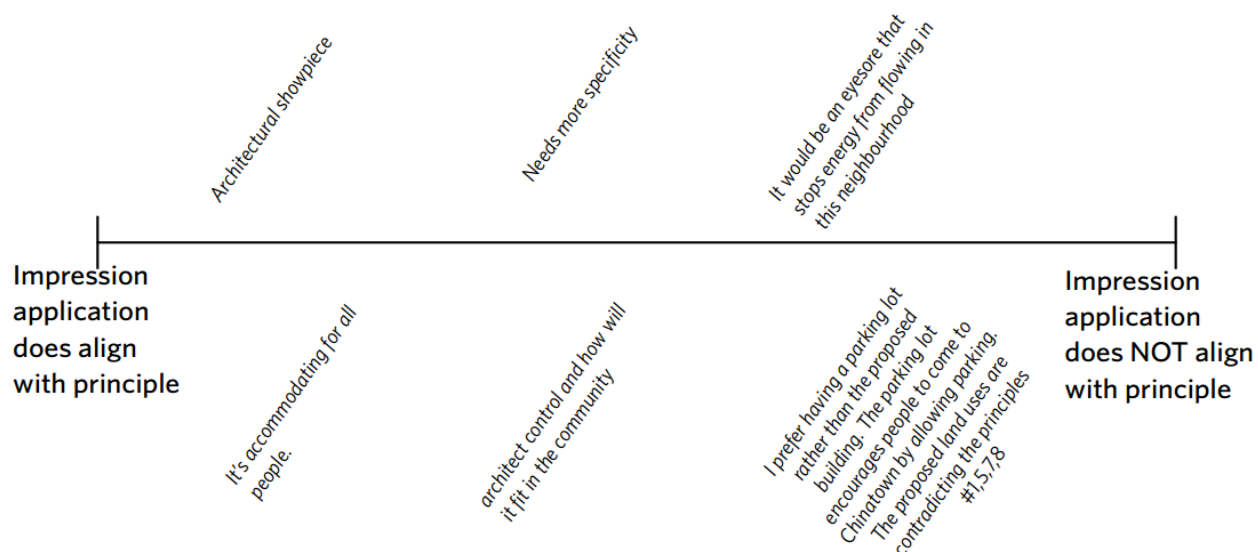 Architectural showpiece
Needs more specificity
It would be an eyesore that
stops energy from flowing in
this neighbourhood
Impression
application
does align
with principle
Impression
application
does NOT align
with principle
It's accommodating for all
people.
architect control and how will
it fit in the community
I prefer having a parking lot
rather than the proposed
building. The parking lot
encourages people to come to
Chinatown by allowing parking.
The proposed land uses are
contradicting the principles
#1,5,7,8